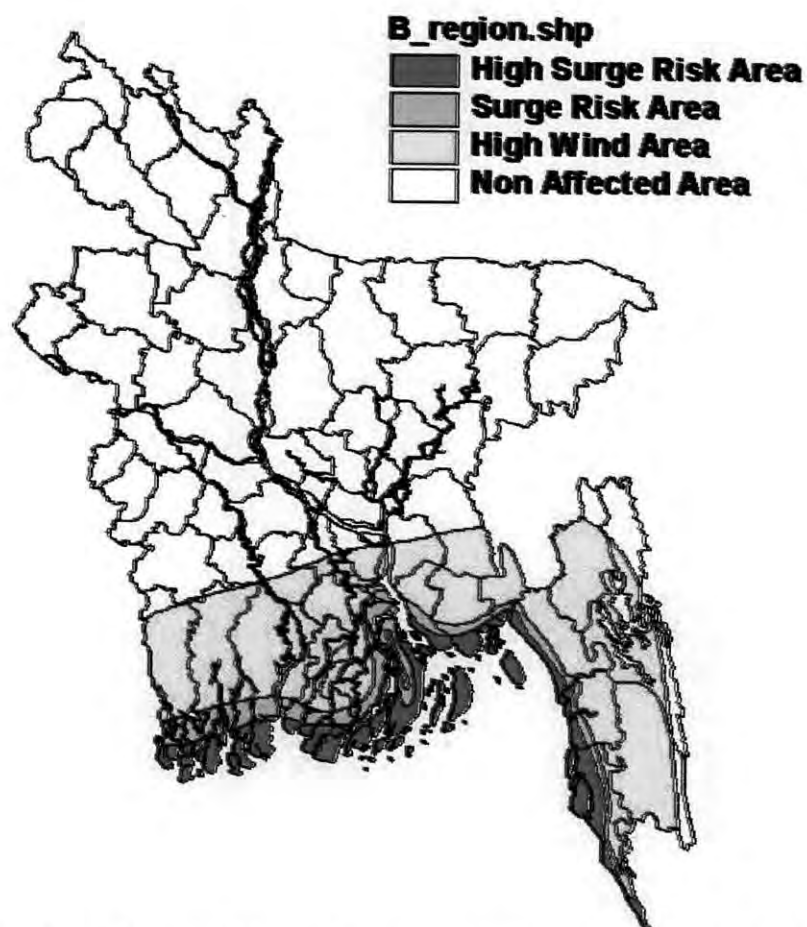 B_region.shp
High Surge Risk Area
Surge Risk Area
High Wind Area
Non Affected Area